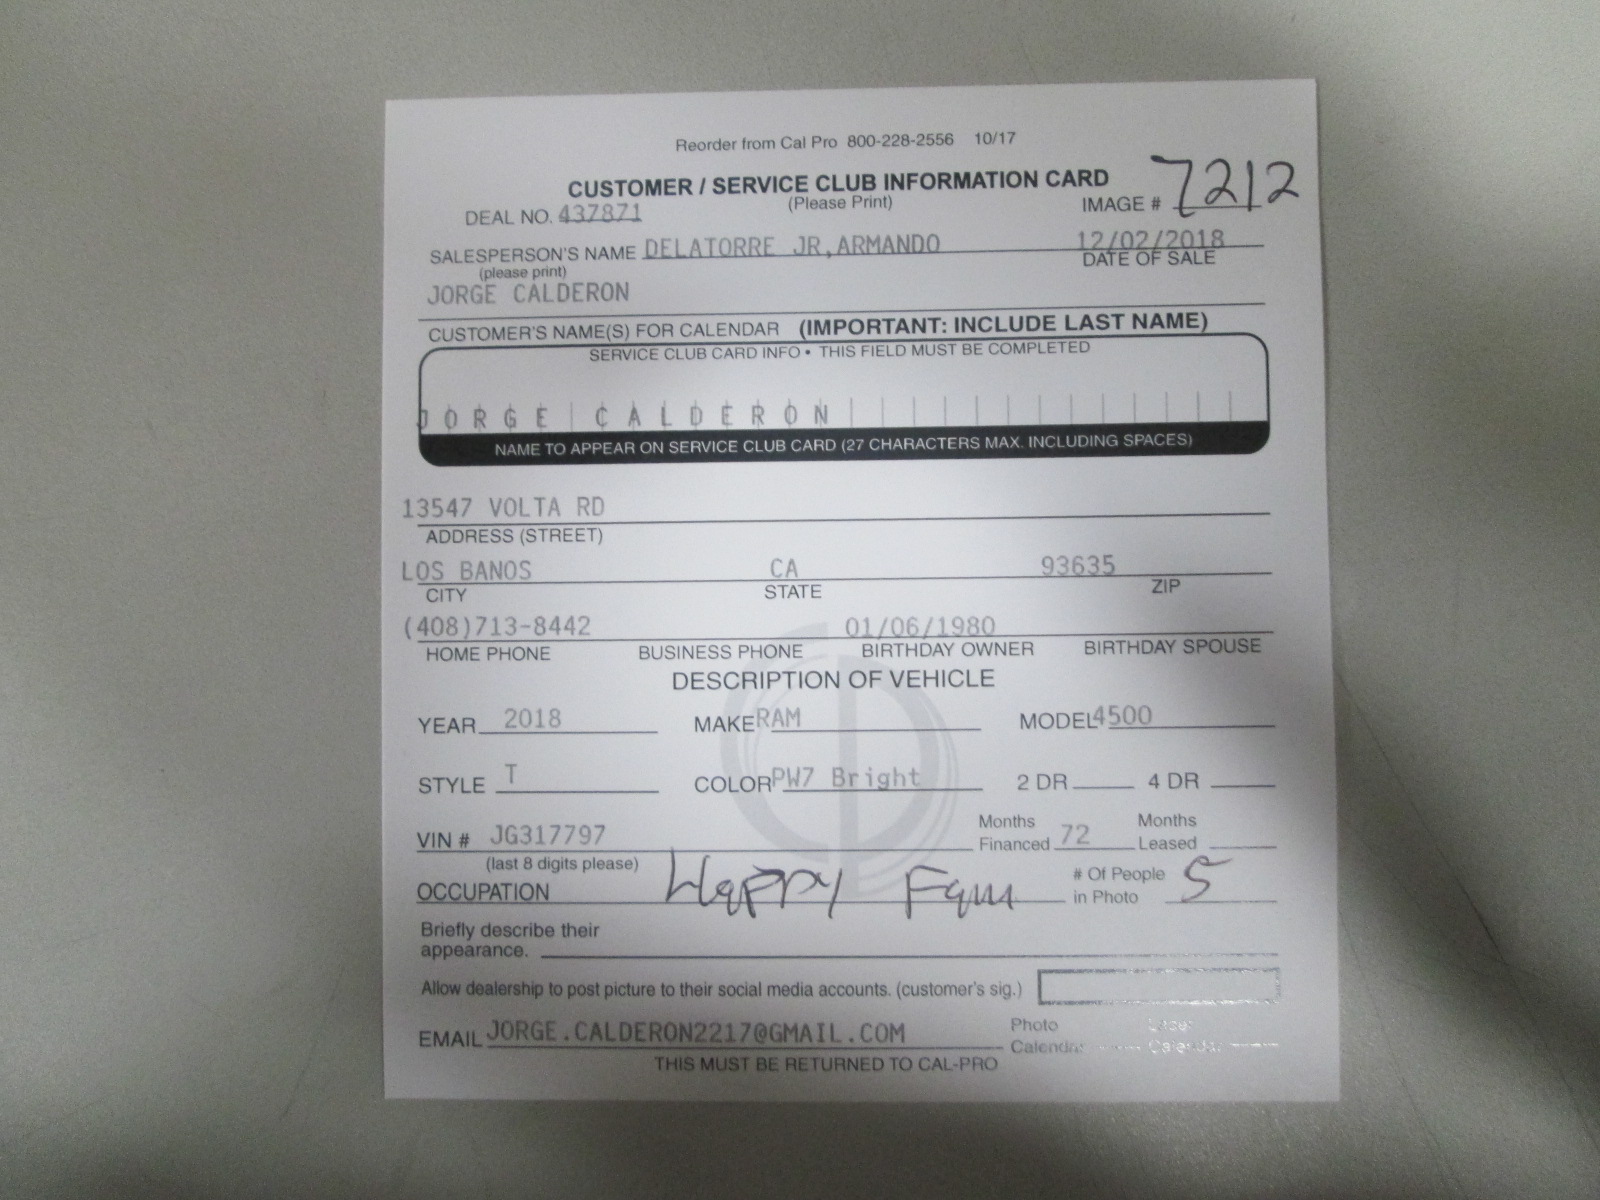 Reorder from Cal Pro 800-228-2556 10/17
CUSTOMER / SERVICE CLUB INFORMATION CARD
(Please Print)
DEAL NO. 437871 IMAGE # 7212
SALESPERSON'S NAME DELATORRE JR,ARMANDO 12/02/2018
(please print) DATE OF SALE
JORGE CALDERON
CUSTOMER'S NAME(S) FOR CALENDAR (IMPORTANT: INCLUDE LAST NAME)
SERVICE CLUB CARD INFO • THIS FIELD MUST BE COMPLETED
JORGE CALDERON
NAME TO APPEAR ON SERVICE CLUB CARD (27 CHARACTERS MAX. INCLUDING SPACES)
13547 VOLTA RD
ADDRESS (STREET)
LOS BANOS CA 93635
CITY STATE ZIP
(408)713-8442 01/06/1980
HOME PHONE BUSINESS PHONE BIRTHDAY OWNER BIRTHDAY SPOUSE
DESCRIPTION OF VEHICLE
YEAR 2018 MAKE RAM MODEL 4500
STYLE T COLOR PW7 Bright 2 DR 4 DR
VIN # JG317797 Months Financed 72 Months Leased
(last 8 digits please)
OCCUPATION Happy Fam # Of People in Photo 5
Briefly describe their
appearance.
Allow dealership to post picture to their social media accounts. (customer's sig.)
EMAIL JORGE.CALDERON2217@GMAIL.COM Photo Calendar Laser Calendar
THIS MUST BE RETURNED TO CAL-PRO